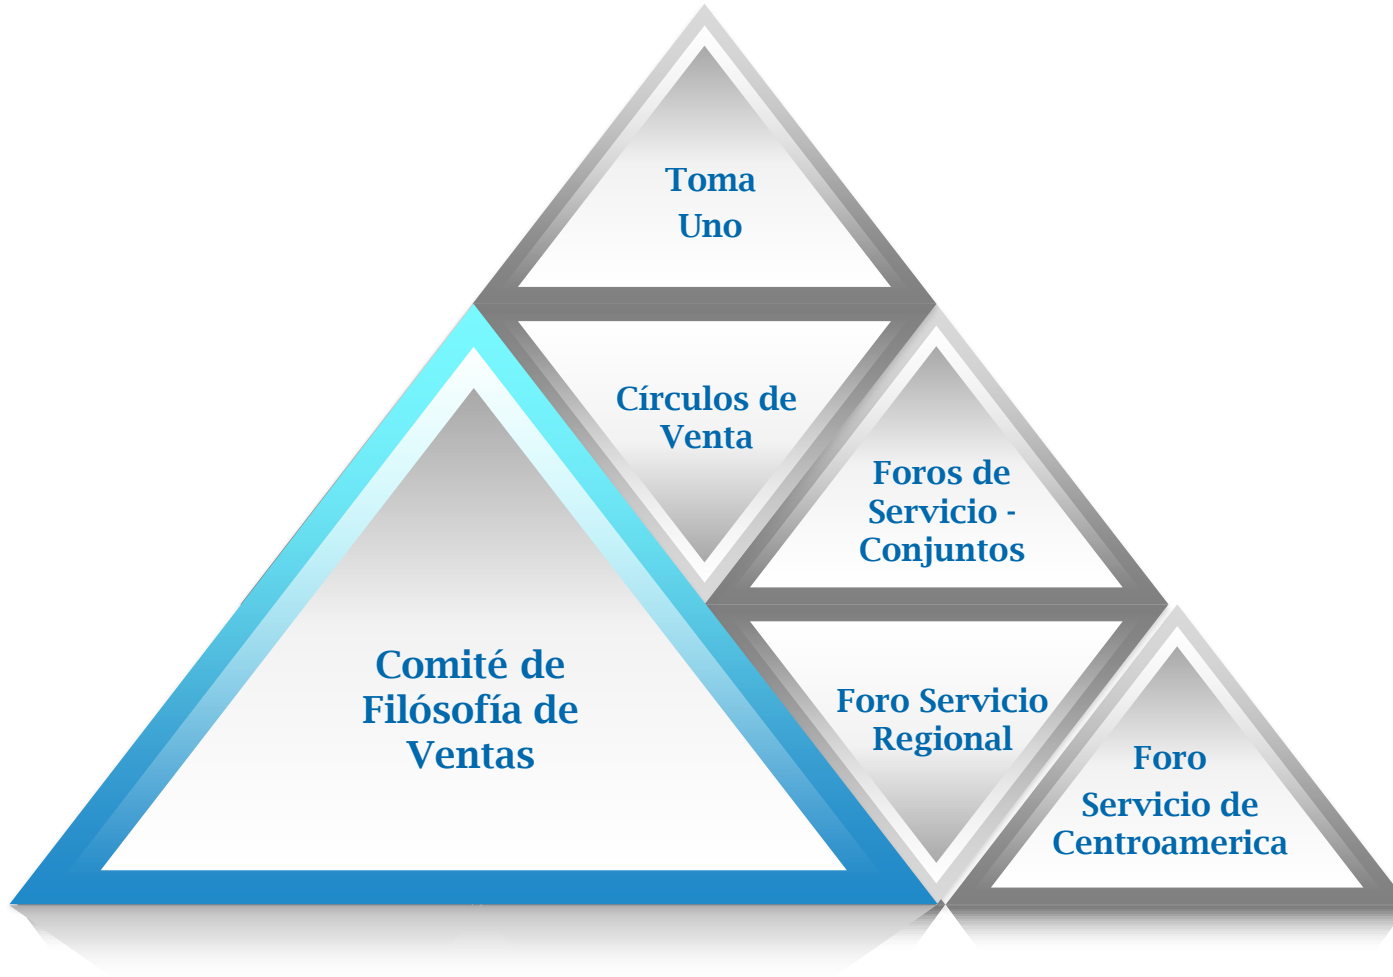 Toma
Uno
Círculos de
Venta
Foros de
Servicio -
Conjuntos
Comité de
Filósofía de
Ventas
Foro Servicio
Regional
Foro
Servicio de
Centroamerica